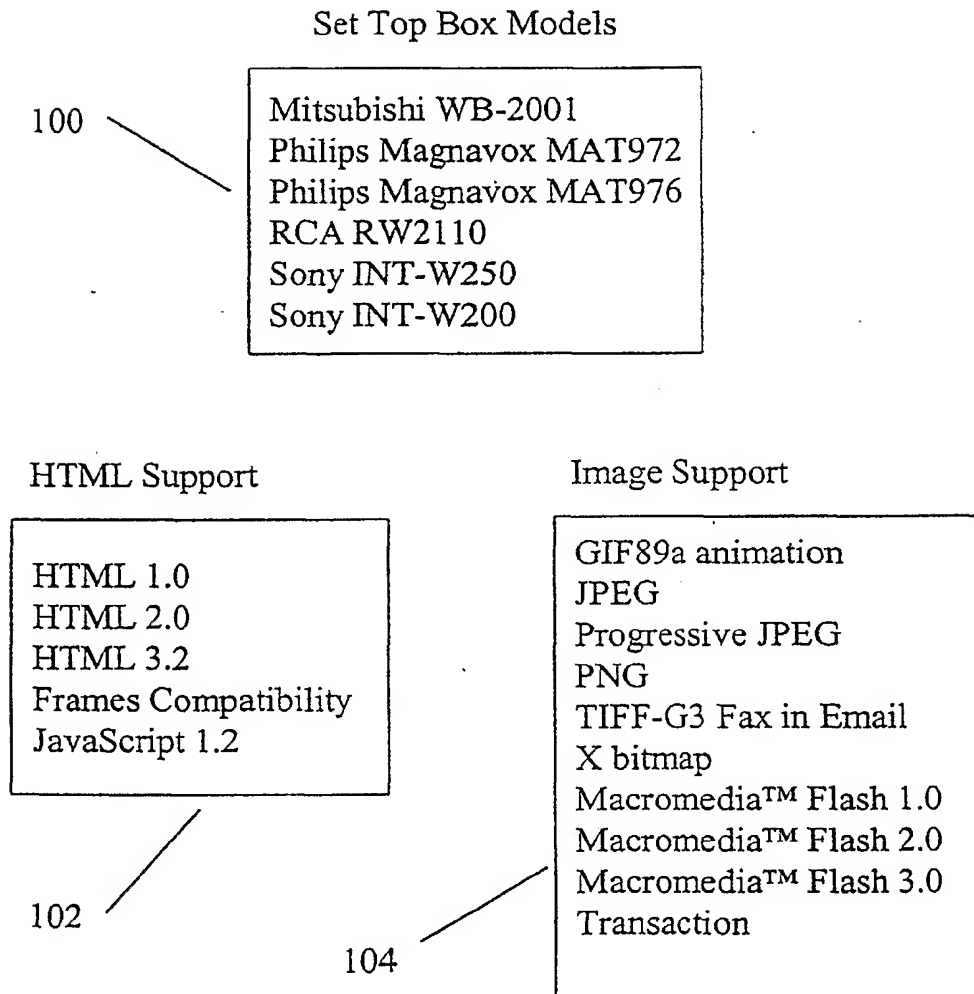 Set Top Box Models
100
Mitsubishi WB-2001
Philips Magnavox MAT972
Philips Magnavox MAT976
RCA RW2110
Sony INT-W250
Sony INT-W200
HTML Support
HTML 1.0
HTML 2.0
HTML 3.2
Frames Compatibility
JavaScript 1.2
102
Image Support
GIF89a animation
JPEG
Progressive JPEG
PNG
TIFF-G3 Fax in Email
X bitmap
Macromedia™ Flash 1.0
Macromedia™ Flash 2.0
Macromedia™ Flash 3.0
Transaction
104